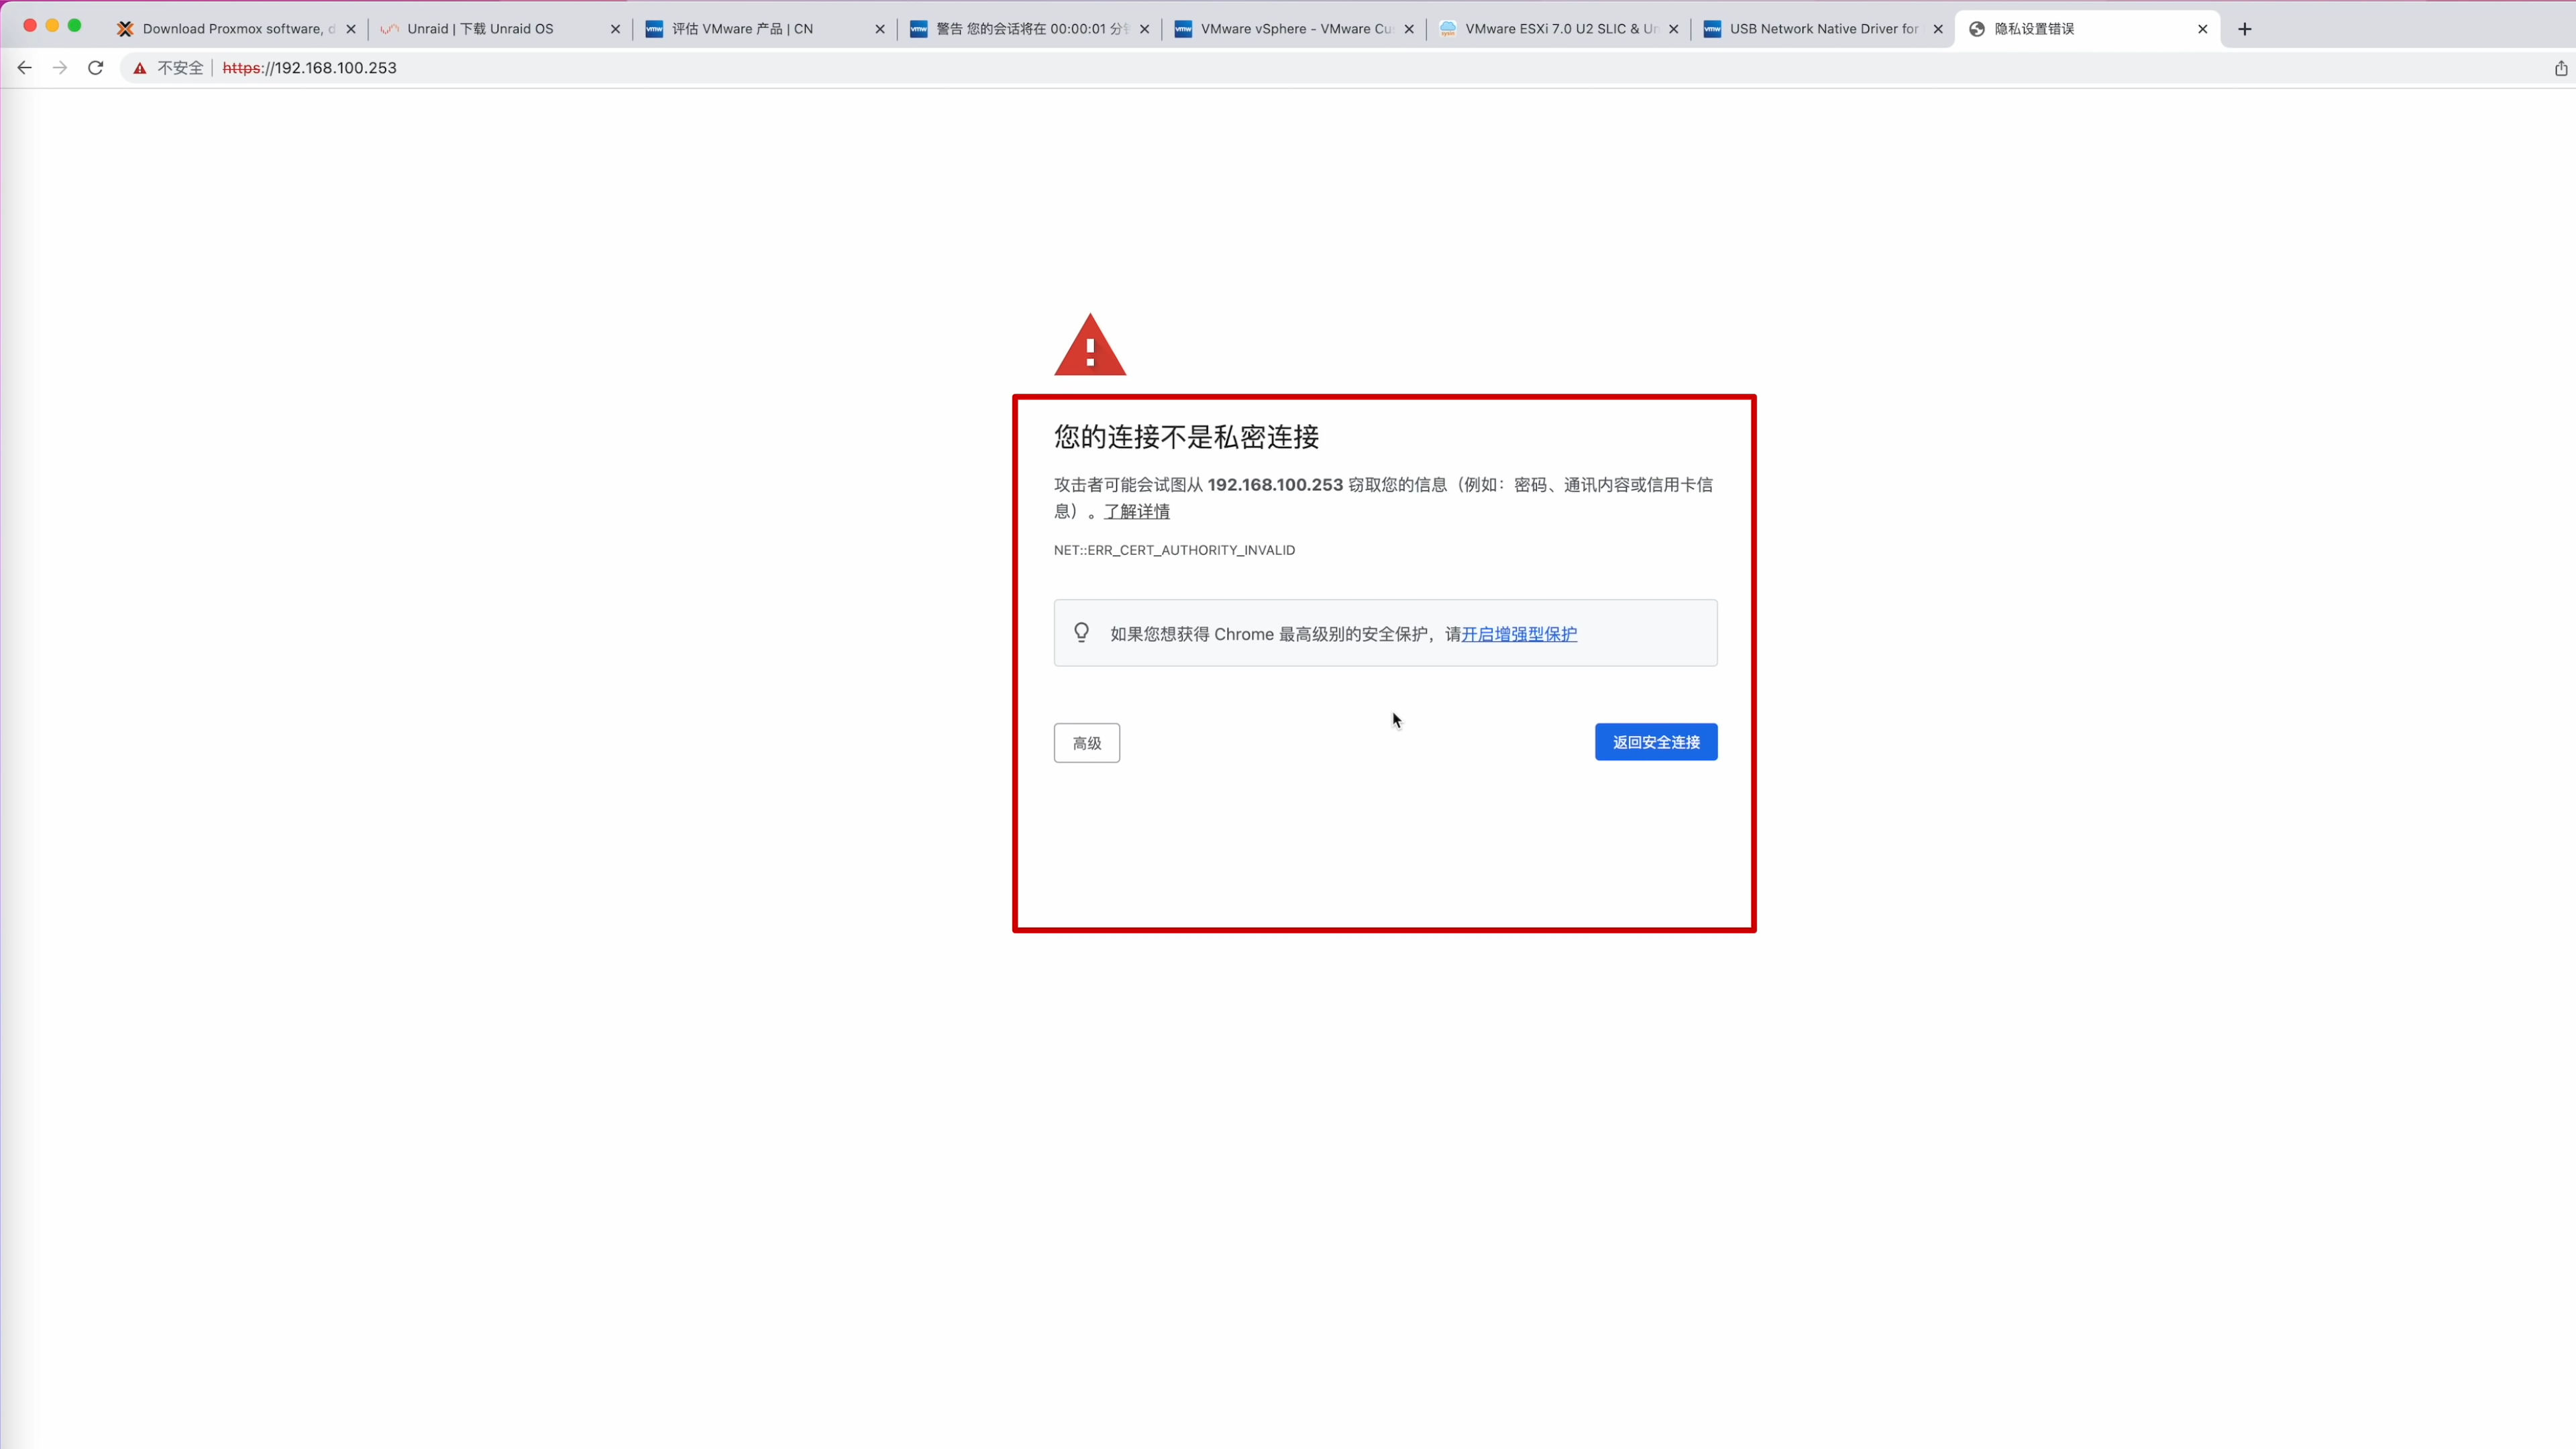 Download Proxmox software, d
Unraid | 下载 Unraid OS
评估 VMware 产品 | CN
警告 您的会话将在 00:00:01 分
VMware vSphere - VMware Cu
VMware ESXi 7.0 U2 SLIC & Un
USB Network Native Driver for
隐私设置错误
不安全 | https://192.168.100.253
您的连接不是私密连接
攻击者可能会试图从 192.168.100.253 窃取您的信息（例如：密码、通讯内容或信用卡信
息）。了解详情
NET::ERR_CERT_AUTHORITY_INVALID
如果您想获得 Chrome 最高级别的安全保护，请开启增强型保护
高级
返回安全连接